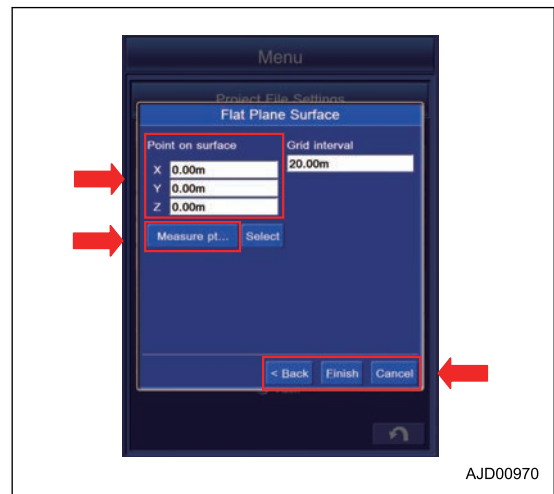 Menu
Project File Settings
Flat Plane Surface
Point on surface
Grid interval
20.00m
X 0.00m
Y 0.00m
Z 0.00m
Measure pt... Select
< Back Finish Cancel
AJD00970